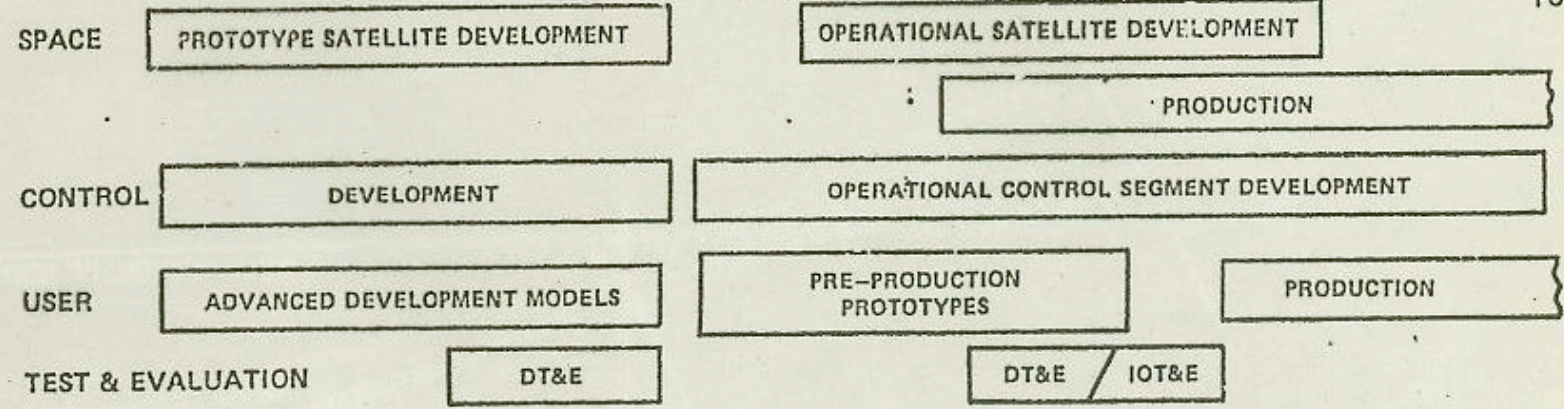 SPACE PROTOTYPE SATELLITE DEVELOPMENT OPERATIONAL SATELLITE DEVELOPMENT
PRODUCTION
CONTROL DEVELOPMENT OPERATIONAL CONTROL SEGMENT DEVELOPMENT
USER ADVANCED DEVELOPMENT MODELS PRE-PRODUCTION PROTOTYPES PRODUCTION
TEST & EVALUATION DT&E DT&E / IOT&E